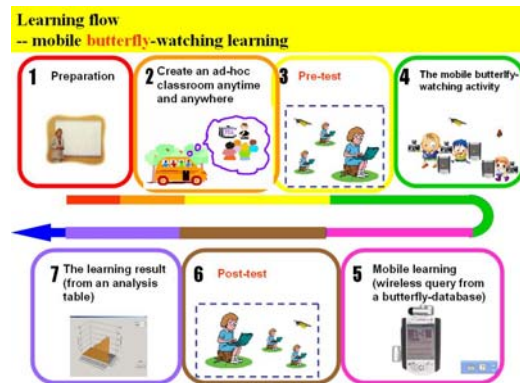 Learning flow
-- mobile butterfly-watching learning
1 Preparation
2 Create an ad-hoc
classroom anytime
and anywhere
3 Pre-test
4 The mobile butterfly-
watching activity
7 The learning result
(from an analysis
table)
6 Post-test
5 Mobile learning
(wireless query from
a butterfly-database)